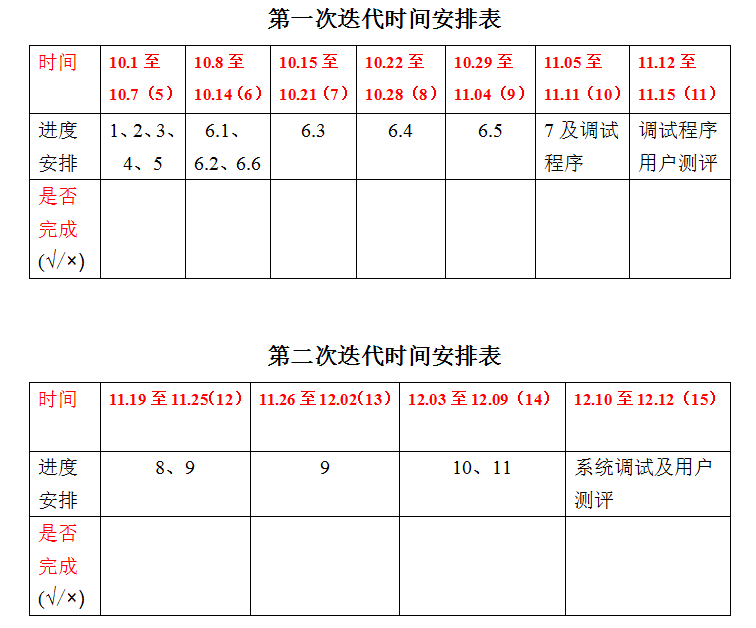 第一次迭代时间安排表
时间 10.1 至 10.8 至 10.15 至 10.22 至 10.29 至 11.05 至 11.12 至
10.7（5） 10.14（6） 10.21（7） 10.28（8） 11.04（9） 11.11（10） 11.15（11）
进度 1、2、3、 6.1、 6.3 6.4 6.5 7 及调试 调试程序
安排 4、5 6.2、6.6 程序 用户测评
是否
完成
(√/×)
第二次迭代时间安排表
时间 11.19 至 11.25（12） 11.26 至 12.02（13） 12.03 至 12.09（14） 12.10 至 12.12（15）
进度 8、9 9 10、11 系统调试及用户
安排 测评
是否
完成
(√/×)